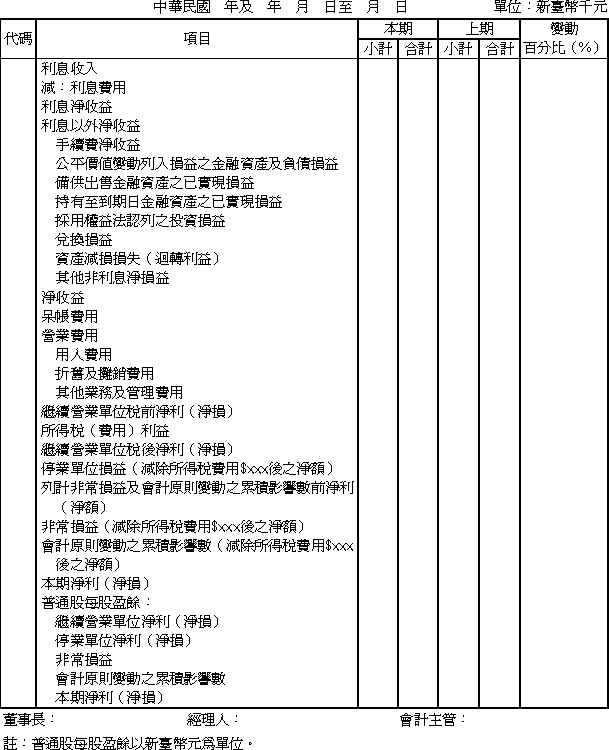 中華民國　年及　年　月　日至　月　日　單位：新臺幣千元
代碼　項目　本期　上期　變動百分比（%）
小計　合計　小計　合計
利息收入
減：利息費用
利息淨收益
利息以外淨收益
手續費淨收益
公平價值變動列入損益之金融資產及負債損益
備供出售金融資產之已實現損益
持有至到期日金融資產之已實現損益
採用權益法認列之投資損益
兌換損益
資產減損損失（迴轉利益）
其他非利息淨損益
淨收益
呆帳費用
營業費用
用人費用
折舊及攤銷費用
其他業務及管理費用
繼續營業單位稅前淨利（淨損）
所得稅（費用）利益
繼續營業單位稅後淨利（淨損）
停業單位損益（減除所得稅費用$xxx後之淨額）
列計非常損益及會計原則變動之累積影響數前淨利
（淨額）
非常損益（減除所得稅費用$xxx後之淨額）
會計原則變動之累積影響數（減除所得稅費用$xxx
後之淨額）
本期淨利（淨損）
普通股每股盈餘：
繼續營業單位淨利（淨損）
停業單位淨利（淨損）
非常損益
會計原則變動之累積影響數
本期淨利（淨損）
董事長：　經理人：　會計主管：
註：普通股每股盈餘以新臺幣元為單位。